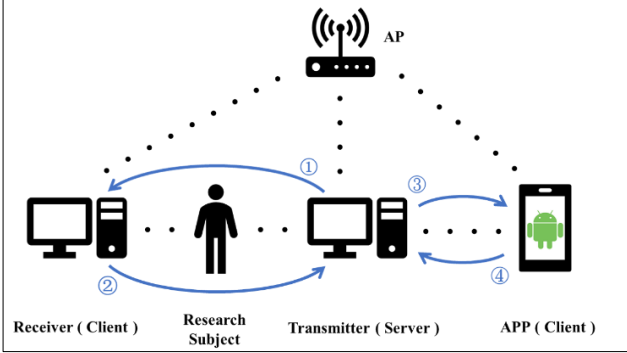 AP
①
③
②
④
Receiver ( Client )
Research
Subject
Transmitter ( Server )
APP ( Client )